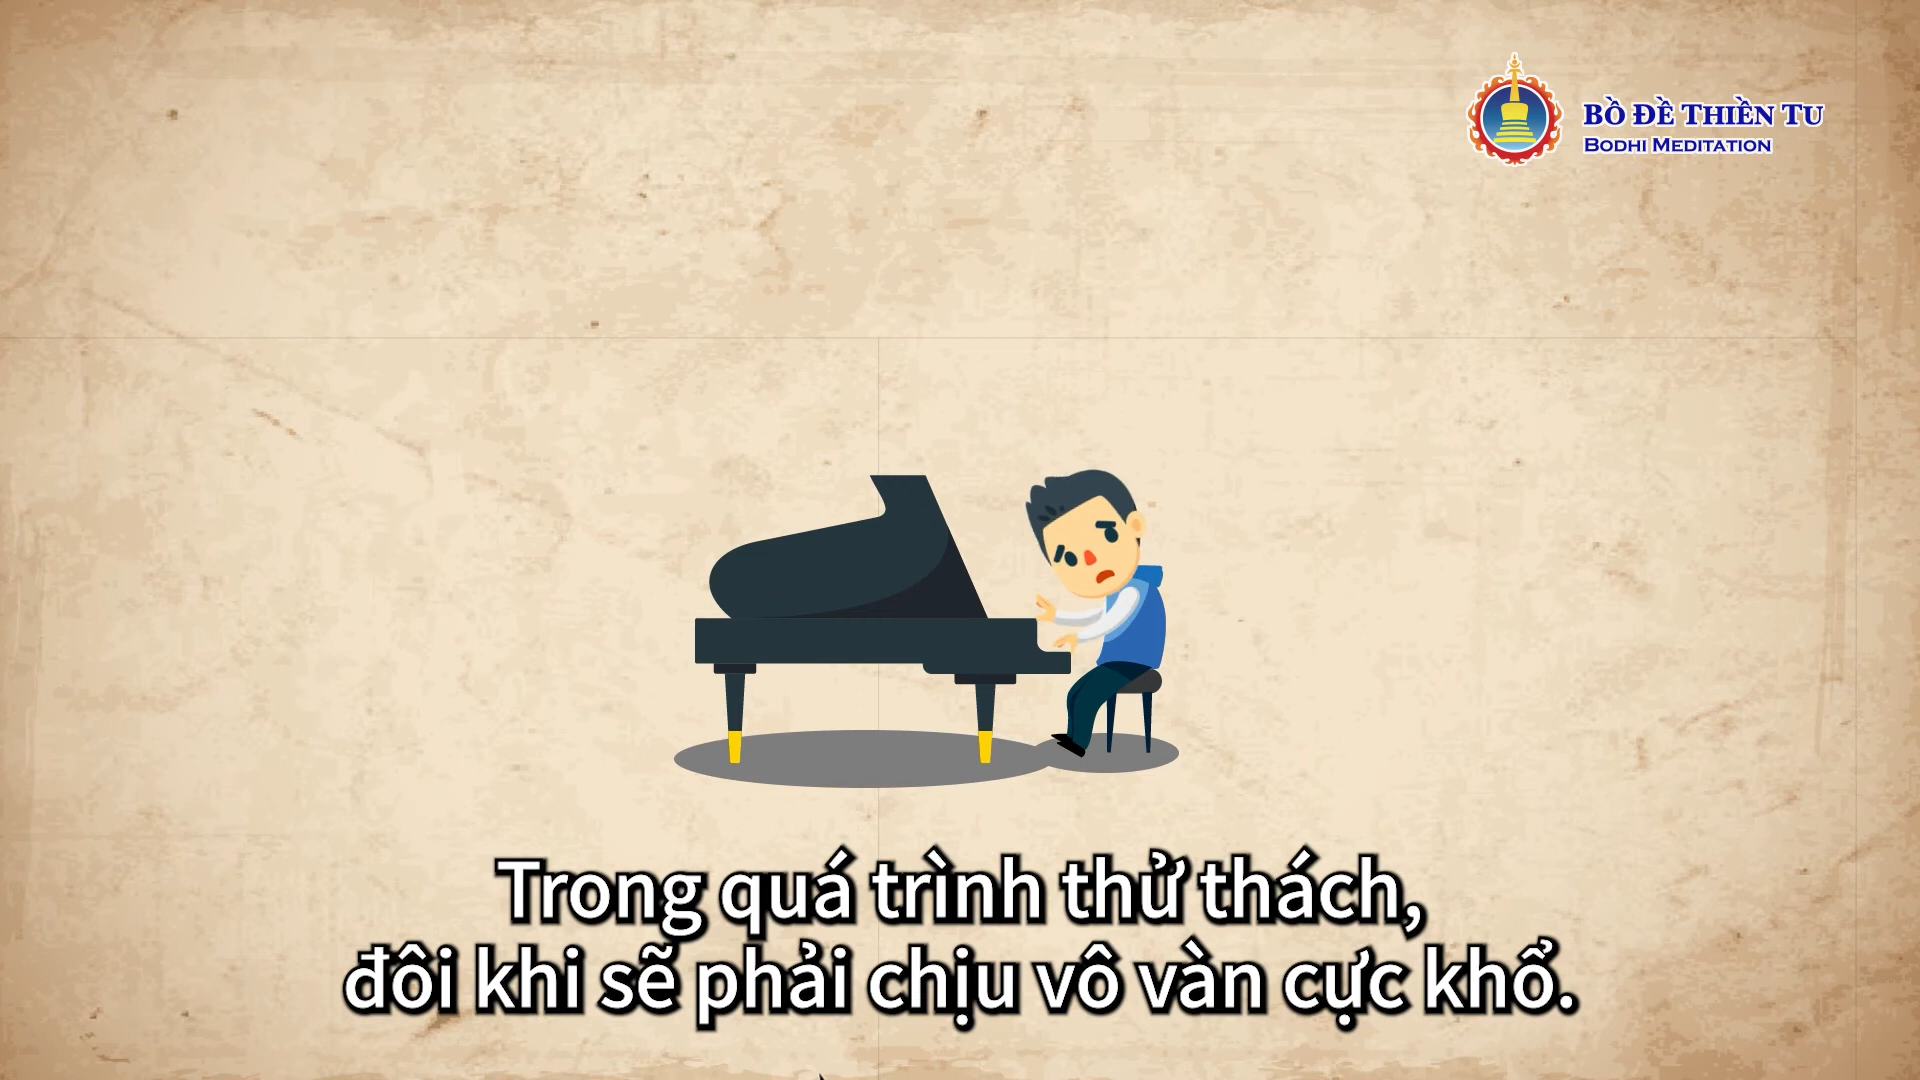 BỒ ĐỀ THIỀN TU
BODHI MEDITATION
Trong quá trình thử thách,
đôi khi sẽ phải chịu vô vàn cực khổ.